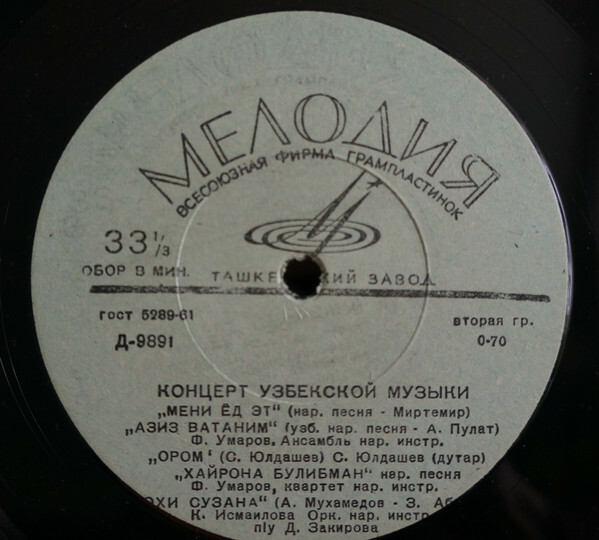 МЕЛОДИЯ
ВСЕСОЮЗНАЯ ФИРМА ГРАМПЛАСТИНОК
33 1/3
ОБОР В МИН. ЗАВОД
ГОСТ 5289-61 вторая гр.
Д-9891 0-70
КОНЦЕРТ УЗБЕКСКОЙ МУЗЫКИ
„МЕНИ ЁД ЭТ" (нар. песня - Миртемир)
„АЗИЗ ВАТАНИМ" (узб. нар. песня - А. Пулат)
Ф. Умаров. Ансамбль нар. инстр.
„ОРОМ" (С. Юлдашев) С. Юлдашев (дутар)
„ХАЙРОНА БУЛИБМАН" нар. песня
Ф. Умаров, квартет нар. инстр.
СУЗАНА" (А. Мухамедов - З.
К. Исмаилова Орк. нар.
п/у Д. Закирова